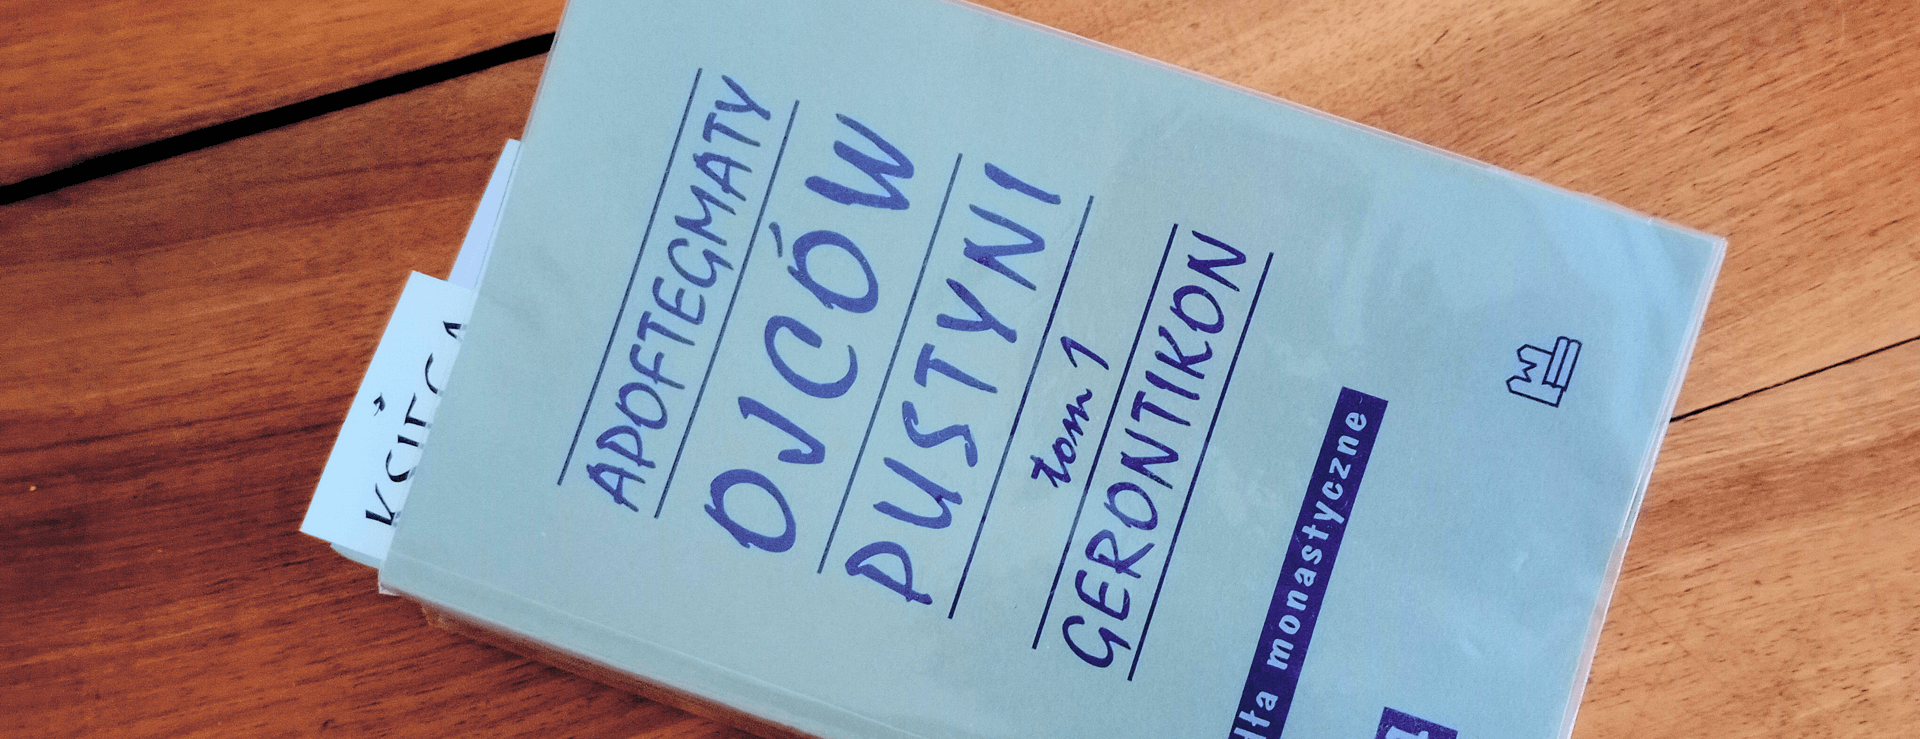 APOFTEGMATY
OJCÓW
PUSTYNI
tom 1
GERONTIKON
monastyczne